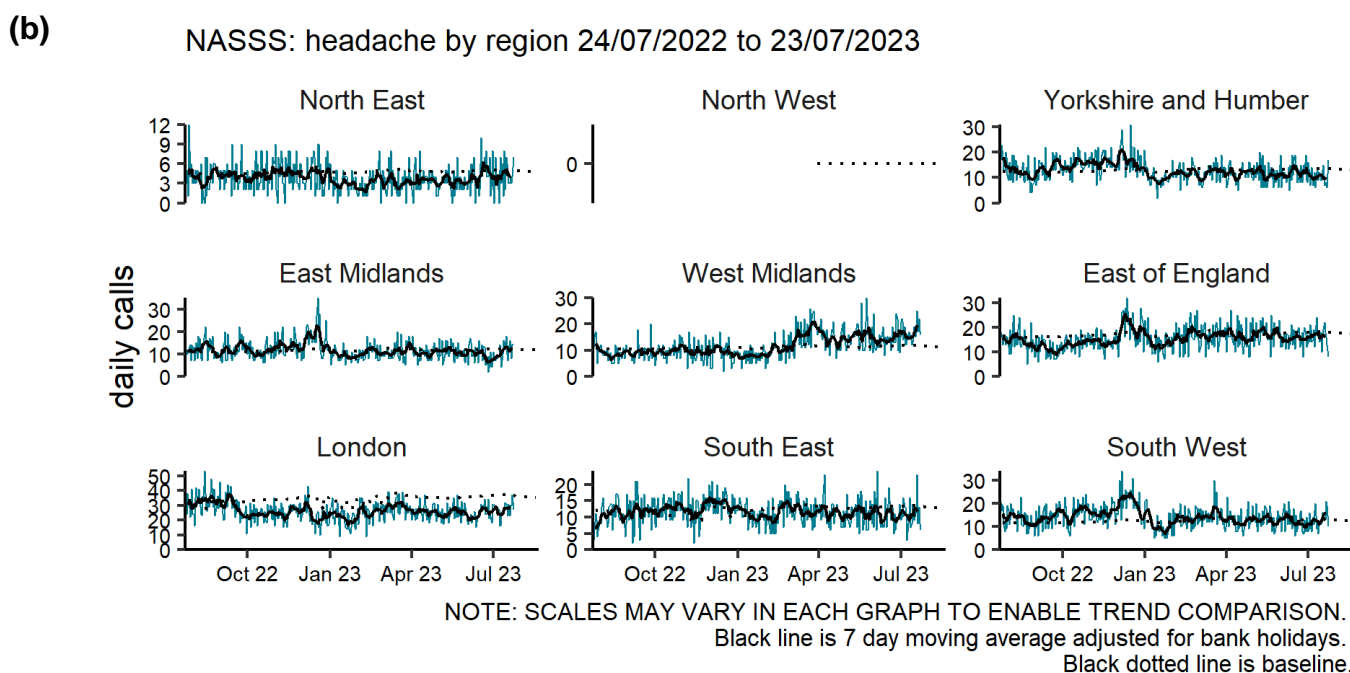 (b)
NASSS: headache by region 24/07/2022 to 23/07/2023
North East
North West
Yorkshire and Humber
12
9
6
3
0
0
30
20
10
0
East Midlands
West Midlands
East of England
daily calls
30
20
10
0
30
20
10
0
30
20
10
0
London
South East
South West
50
40
30
20
10
0
20
15
10
5
0
30
20
10
0
Oct 22 Jan 23 Apr 23 Jul 23
Oct 22 Jan 23 Apr 23 Jul 23
Oct 22 Jan 23 Apr 23 Jul 23
NOTE: SCALES MAY VARY IN EACH GRAPH TO ENABLE TREND COMPARISON.
Black line is 7 day moving average adjusted for bank holidays.
Black dotted line is baseline.